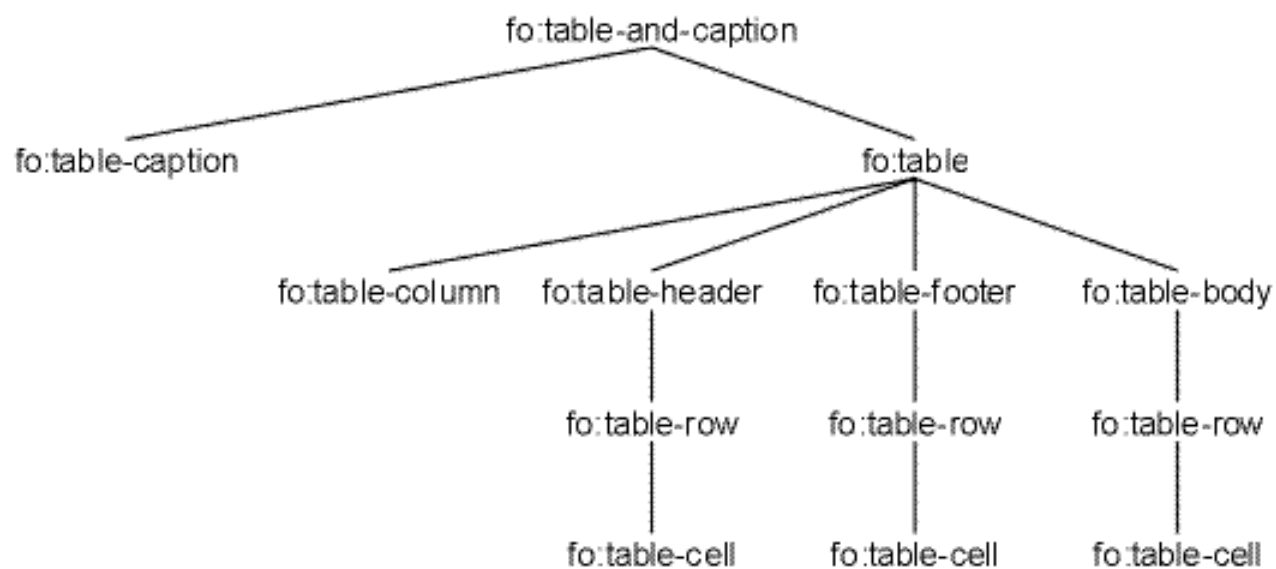 fo:table-and-caption
fo:table-caption fo:table
fo:table-column fo:table-header fo:table-footer fo:table-body
fo:table-row fo:table-row fo:table-row
fo:table-cell fo:table-cell fo:table-cell